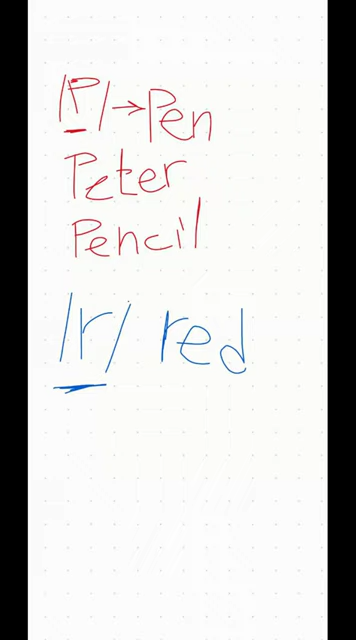 /P/→Pen
Peter
Pencil
/r/ red